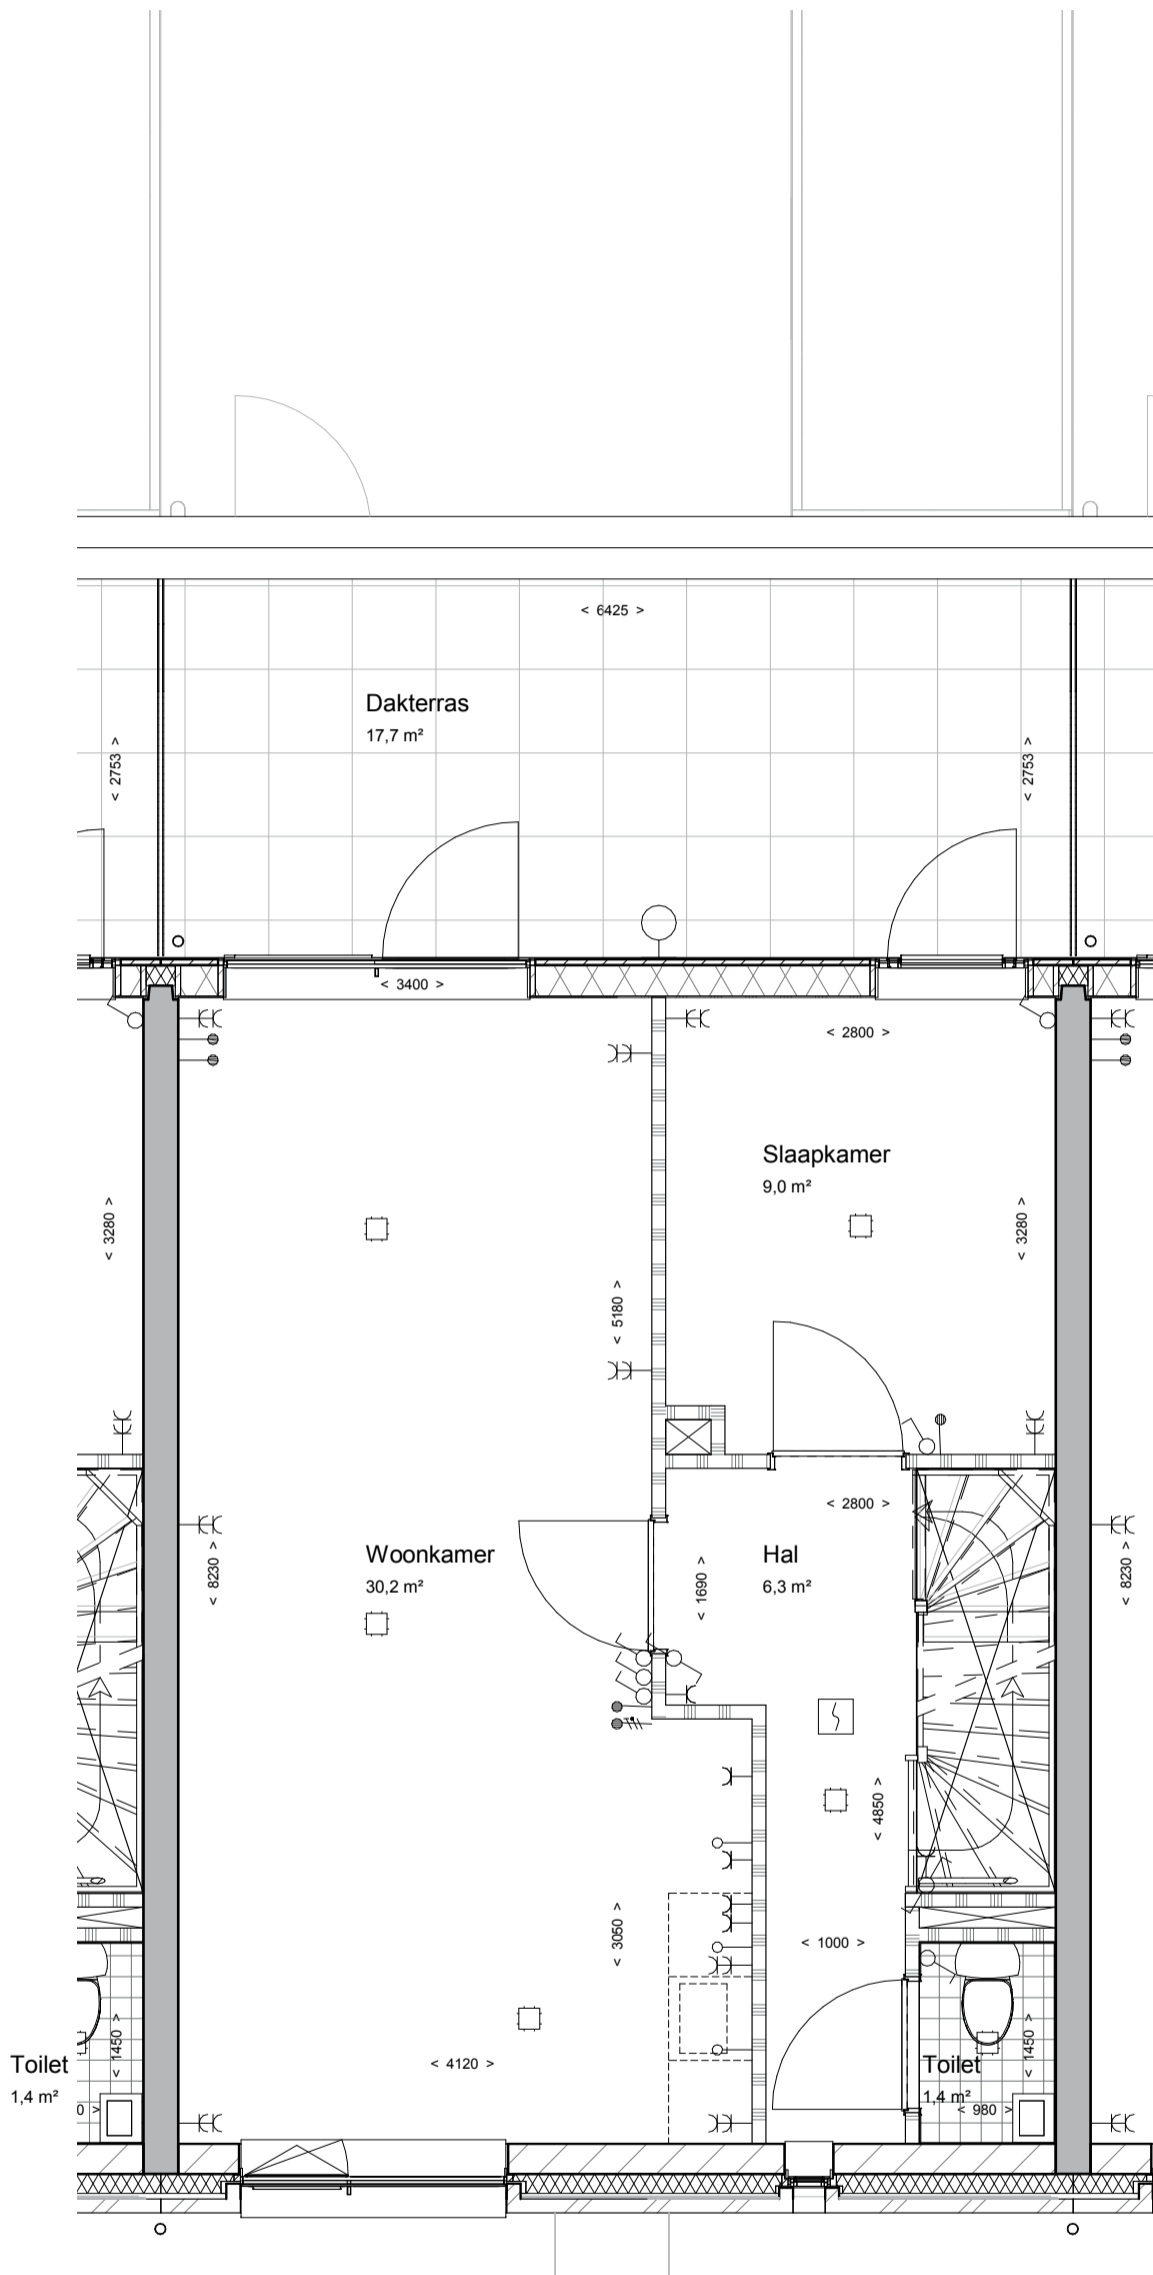 < 6425 >
Dakterras
17,7 m²
< 2753 >
< 2753 >
< 3400 >
< 2800 >
Slaapkamer
9,0 m²
< 3280 >
< 3280 >
< 5180 >
< 2800 >
Woonkamer
30,2 m²
Hal
6,3 m²
< 8230 >
< 1690 >
< 8230 >
< 4850 >
< 3050 >
< 1000 >
< 1450 >
< 1450 >
< 4120 >
Toilet
1,4 m²
0 >
Toilet
1,4 m²
< 980 >